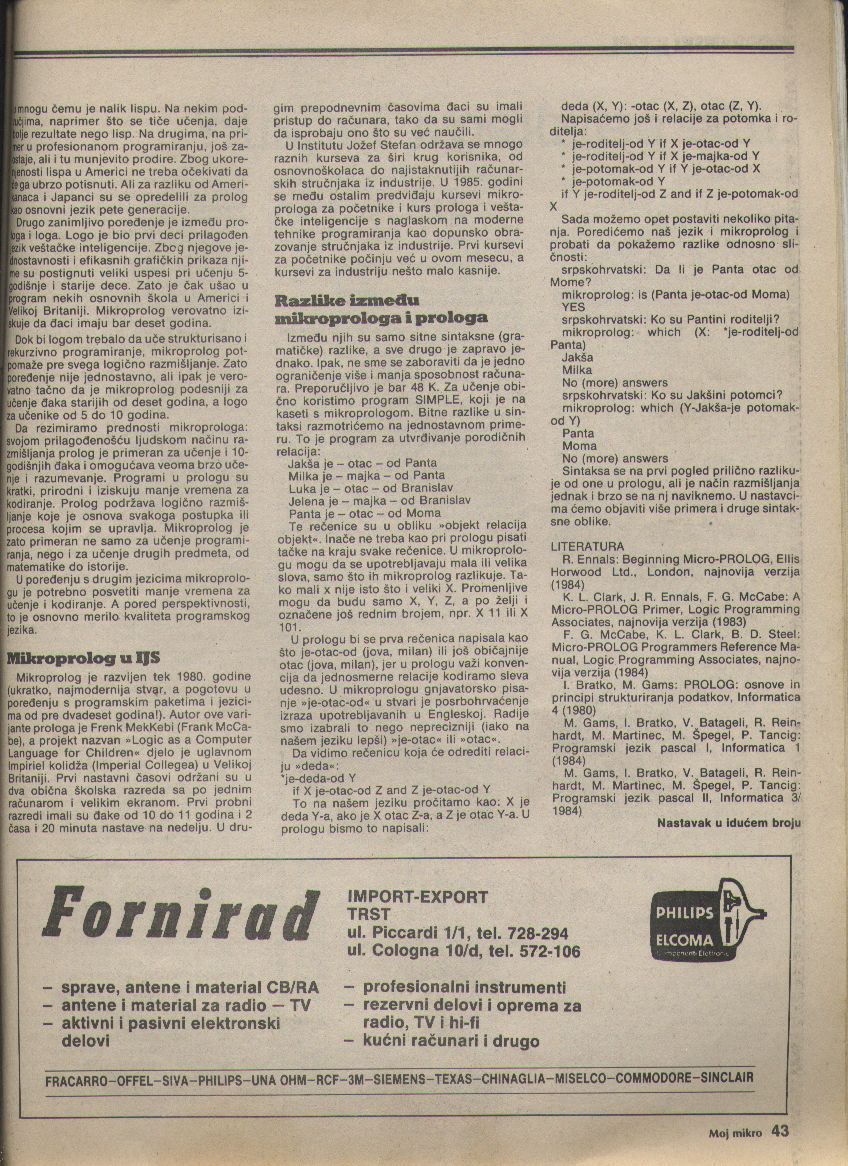 mnogu čemu je nalik lispu. Na nekim pod-
ručjima, naprimer što se tiče učenja, daje
bolje rezultate nego lisp. Na drugima, na pri-
mer u profesionanom programiranju, još za-
ostaje, ali i tu munjevito prodire. Zbog ukore-
njenosti lispa u Americi ne treba očekivati da
će ga ubrzo potisnuti. Ali za razliku od Ameri-
kanaca i Japanci su se opredelili za prolog
kao osnovni jezik pete generacije.
Drugo zanimljivo poređenje je između pro-
loga i loga. Logo je bio prvi deci prilagođen
jezik veštačke inteligencije. Zbog njegove je-
dnostavnosti i efikasnih grafičkih prikaza nji-
me su postignuti veliki uspesi pri učenju 5-
godišnje i starije dece. Zato je čak ušao u
program nekih osnovnih škola u Americi i
Velikoj Britaniji. Mikroprolog verovatno izi-
skuje da đaci imaju bar deset godina.
Dok bi logom trebalo da uče strukturisano i
rekurzivno programiranje, mikroprolog pot-
pomaže pre svega logično razmišljanje. Zato
poređenje nije jednostavno, ali ipak je vero-
vatno tačno da je mikroprolog podesniji za
učenje đaka starijih od deset godina, a logo
za učenike od 5 do 10 godina.
Da rezimiramo prednosti mikroprologa:
svojom prilagođenošću ljudskom načinu ra-
zmišljanja prolog je primeran za učenje i 10-
godišnjih đaka i omogućava veoma brzo uče-
nje i razumevanje. Programi u prologu su
kratki, prirodni i iziskuju manje vremena za
kodiranje. Prolog podržava logično razmiš-
ljanje koje je osnova svakoga postupka ili
procesa kojim se upravlja. Mikroprolog je
zato primeran ne samo za učenje programi-
ranja, nego i za učenje drugih predmeta, od
matematike do istorije.
U poređenju s drugim jezicima mikroprolo-
gu je potrebno posvetiti manje vremena za
učenje i kodiranje. A pored perspektivnosti,
to je osnovno merilo kvaliteta programskog
jezika.
Mikroprolog u IJS
Mikroprolog je razvijen tek 1980. godine
(ukratko, najmodernija stvar, a pogotovu u
poređenju s programskim paketima i jezici-
ma od pre dvadeset godina!). Autor ove vari-
jante prologa je Frenk MekKebi (Frank McCa-
be), a projekt nazvan »Logic as a Computer
Language for Children« djelo je uglavnom
Impiriel kolidža (Imperial Collegea) u Velikoj
Britaniji. Prvi nastavni časovi održani su u
dva obična školska razreda sa po jednim
računarom i velikim ekranom. Prvi probni
razredi imali su đake od 10 do 11 godina i 2
časa i 20 minuta nastave na nedelju. U dru-
gim prepodnevnim časovima đaci su imali
pristup do računara, tako da su sami mogli
da isprobaju ono što su već naučili.
U Institutu Jožef Stefan održava se mnogo
raznih kurseva za širi krug korisnika, od
osnovnoškolaca do najistaknutijih računar-
skih stručnjaka iz industrije. U 1985. godini
se među ostalim predviđaju kursevi mikro-
prologa za početnike i kurs prologa i vešta-
čke inteligencije s naglaskom na moderne
tehnike programiranja kao dopunsko obra-
zovanje stručnjaka iz industrije. Prvi kursevi
za početnike počinju već u ovom mesecu, a
kursevi za industriju nešto malo kasnije.
Razlike između
mikroprologa i prologa
Između njih su samo sitne sintaksne (gra-
matičke) razlike, a sve drugo je zapravo je-
dnako. Ipak, ne sme se zaboraviti da je jedno
ograničenje više i manja sposobnost računa-
ra. Preporučljivo je bar 48 K. Za učenje obi-
čno koristimo program SIMPLE, koji je na
kaseti s mikroprologom. Bitne razlike u sin-
taksi razmotrićemo na jednostavnom prime-
ru. To je program za utvrđivanje porodičnih
relacija:
Jakša je – otac – od Panta
Milka je – majka – od Panta
Luka je – otac – od Branislav
Jelena je – majka – od Branislav
Panta je – otac – od Moma
Te rečenice su u obliku »objekt relacija
objekt«. Inače ne treba kao pri prologu pisati
tačke na kraju svake rečenice. U mikroprolo-
gu mogu da se upotrebljavaju mala ili velika
slova, samo što ih mikroprolog razlikuje. Ta-
ko mali x nije isto što i veliki X. Promenljive
mogu da budu samo X, Y, Z, a po želji i
označene još rednim brojem, npr. X 11 ili X
101.
U prologu bi se prva rečenica napisala kao
što je-otac-od (jova, milan) ili još običajnije
otac (jova, milan), jer u prologu važi konven-
cija da jednosmerne relacije kodiramo sleva
udesno. U mikroprologu gnjavatorsko pisa-
nje »je-otac-od« u stvari je posrbohrvaćenje
izraza upotrebljavanih u Engleskoj. Radije
smo izabrali to nego neprecizniji (iako na
našem jeziku lepši) »je-otac« ili »otac«.
Da vidimo rečenicu koja će odrediti relaci-
ju »deda«:
*je-deda-od Y
if X je-otac-od Z and Z je-otac-od Y
To na našem jeziku pročitamo kao: X je
deda Y-a, ako je X otac Z-a, a Z je otac Y-a. U
prologu bismo to napisali:
deda (X, Y): -otac (X, Z), otac (Z, Y).
Napisaćemo još i relacije za potomka i ro-
ditelja:
* je-roditelj-od Y if X je-otac-od Y
* je-roditelj-od Y if X je-majka-od Y
* je-potomak-od Y if Y je-otac-od X
* je-potomak-od Y
if Y je-roditelj-od Z and if Z je-potomak-od
X
Sada možemo opet postaviti nekoliko pita-
nja. Poredićemo naš jezik i mikroprolog i
probati da pokažemo razlike odnosno sli-
čnosti:
srpskohrvatski: Da li je Panta otac od
Mome?
mikroprolog: is (Panta je-otac-od Moma)
YES
srpskohrvatski: Ko su Pantini roditelji?
mikroprolog: which (X: *je-roditelj-od
Panta)
Jakša
Milka
No (more) answers
srpskohrvatski: Ko su Jakšini potomci?
mikroprolog: which (Y-Jakša-je potomak-
od Y)
Panta
Moma
No (more) answers
Sintaksa se na prvi pogled prilično razliku-
je od one u prologu, ali je način razmišljanja
jednak i brzo se na nj naviknemo. U nastavci-
ma ćemo objaviti više primera i druge sintak-
sne oblike.
LITERATURA
R. Ennals: Beginning Micro-PROLOG, Ellis
Horwood Ltd., London, najnovija verzija
(1984)
K. L. Clark, J. R. Ennals, F. G. McCabe: A
Micro-PROLOG Primer, Logic Programming
Associates, najnovija verzija (1983)
F. G. McCabe, K. L. Clark, B. D. Steel:
Micro-PROLOG Programmers Reference Ma-
nual, Logic Programming Associates, najno-
vija verzija (1984)
I. Bratko, M. Gams: PROLOG: osnove in
principi strukturiranja podatkov, Informatica
4 (1980)
M. Gams, I. Bratko, V. Batageli, R. Rein-
hardt, M. Martinec, M. Špegel, P. Tancig:
Programski jezik pascal I, Informatica 1
(1984)
M. Gams, I. Bratko, V. Batageli, R. Rein-
hardt, M. Martinec, M. Špegel, P. Tancig:
Programski jezik pascal II, Informatica 3/
1984)
Nastavak u idućem broju
Fornirad
IMPORT-EXPORT
TRST
ul. Piccardi 1/1, tel. 728-294
ul. Cologna 10/d, tel. 572-106
PHILIPS
ELCOMA
– sprave, antene i material CB/RA
– antene i material za radio – TV
– aktivni i pasivni elektronski
delovi
– profesionalni instrumenti
– rezervni delovi i oprema za
radio, TV i hi-fi
– kućni računari i drugo
FRACARRO–OFFEL–SIVA–PHILIPS–UNA OHM–RCF–3M–SIEMENS–TEXAS–CHINAGLIA–MISELCO–COMMODORE–SINCLAIR
Moj mikro 43